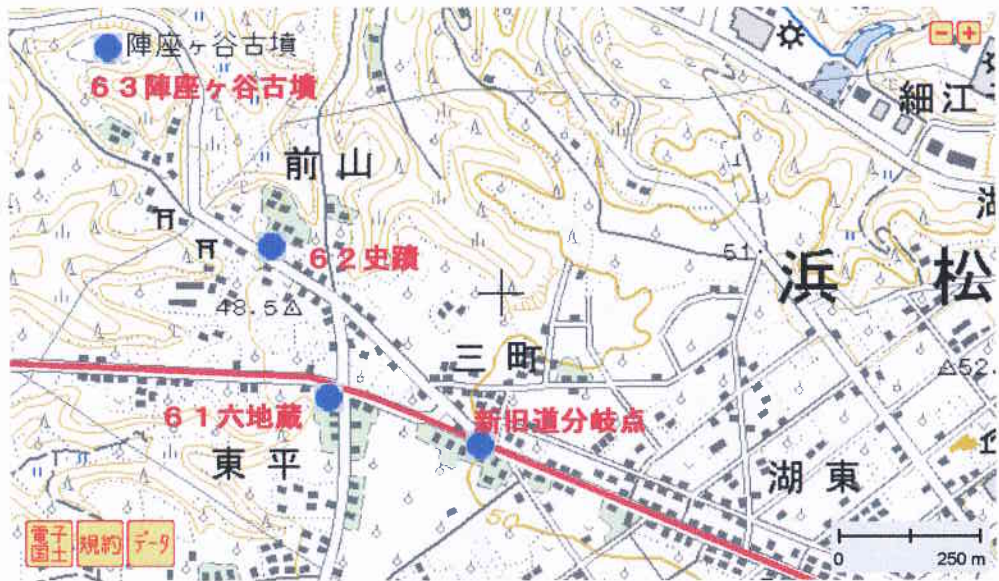 陣座ヶ谷古墳
63陣座ヶ谷古墳
－ ＋
細江
前山
湖
62史蹟
51
浜松
48.5
三町
52.
61六地蔵
新旧道分岐点
東平
湖東
50
電子国土
規約
データ
0 250 m